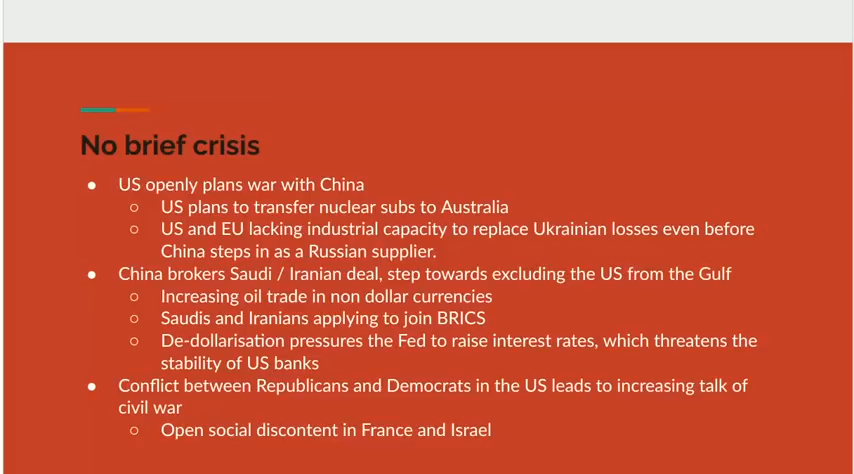 No brief crisis
● US openly plans war with China
○ US plans to transfer nuclear subs to Australia
○ US and EU lacking industrial capacity to replace Ukrainian losses even before
China steps in as a Russian supplier.
● China brokers Saudi / Iranian deal, step towards excluding the US from the Gulf
○ Increasing oil trade in non dollar currencies
○ Saudis and Iranians applying to join BRICS
○ De-dollarisation pressures the Fed to raise interest rates, which threatens the
stability of US banks
● Conflict between Republicans and Democrats in the US leads to increasing talk of
civil war
○ Open social discontent in France and Israel